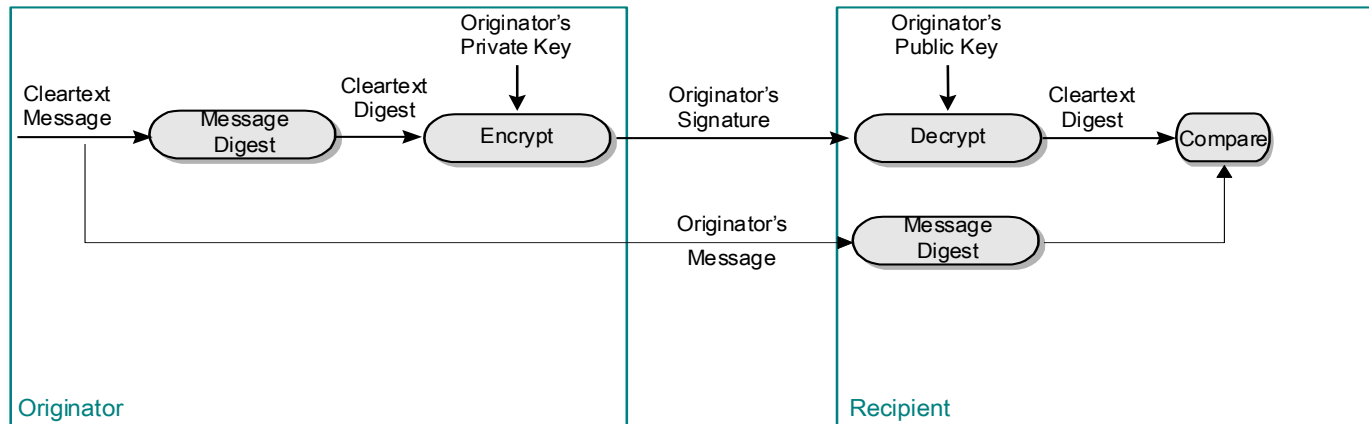 Originator’s
Private Key
Cleartext
Message
Message
Digest
Cleartext
Digest
Encrypt
Originator’s
Signature
Originator’s
Public Key
Decrypt
Cleartext
Digest
Compare
Originator’s
Message
Message
Digest
Originator
Recipient